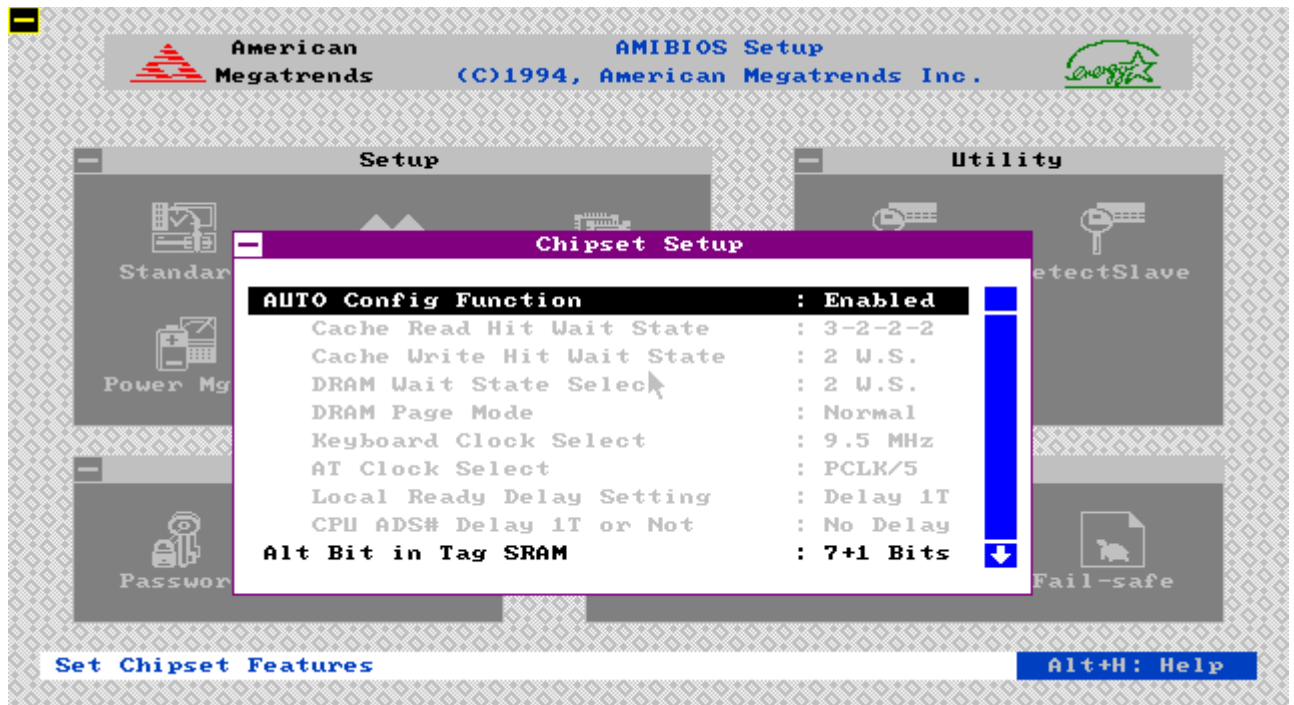 American
Megatrends
AMIBIOS Setup
(C)1994, American Megatrends Inc.
energy
Setup
Utility
Chipset Setup
Standar
etectSlave
AUTO Config Function : Enabled
Cache Read Hit Wait State : 3-2-2-2
Cache Write Hit Wait State : 2 W.S.
Power Mg
DRAM Wait State Selec : 2 W.S.
DRAM Page Mode : Normal
Keyboard Clock Select : 9.5 MHz
AT Clock Select : PCLK/5
Local Ready Delay Setting : Delay 1T
CPU ADS# Delay 1T or Not : No Delay
Alt Bit in Tag SRAM : 7+1 Bits
Passwor
Fail-safe
Set Chipset Features
Alt+H: Help